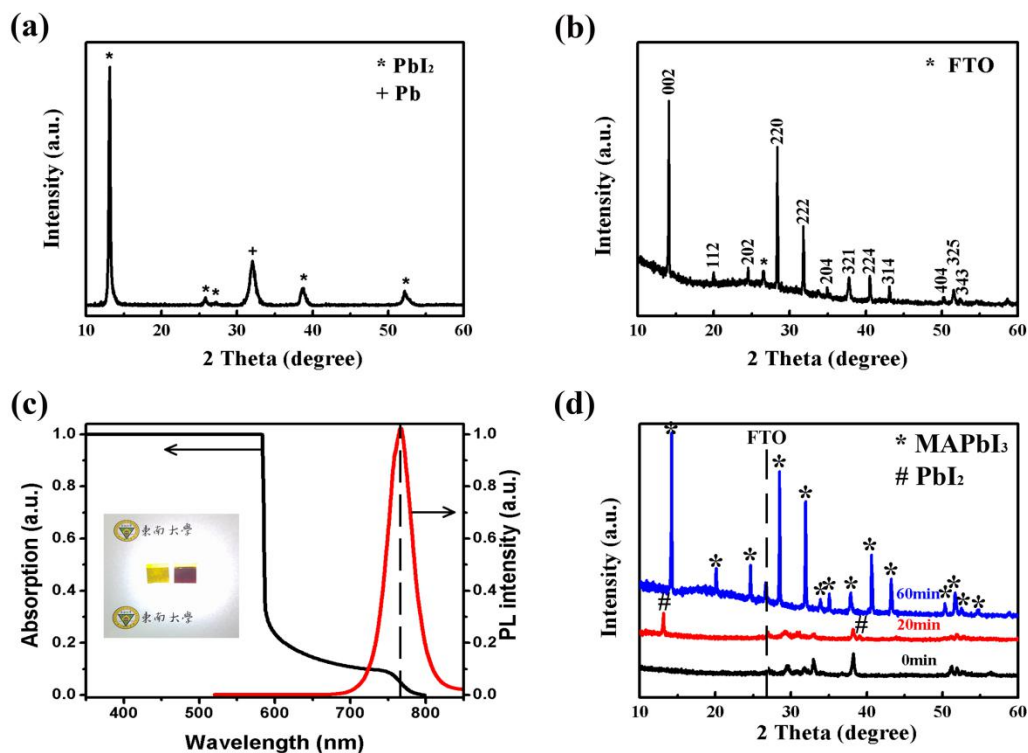 (a)
*
* PbI₂
+ Pb
+
* *
*
*
Intensity (a.u.)
10 20 30 40 50 60
2 Theta (degree)
(b)
* FTO
002
112
202
*
220
222
204
321
224
314
404
325
343
Intensity (a.u.)
10 20 30 40 50 60
2 Theta (degree)
(c)
1.0
0.8
0.6
0.4
0.2
0.0
Absorption (a.u.)
東南大學
東南大學
1.0
0.8
0.6
0.4
0.2
0.0
PL intensity (a.u.)
400 500 600 700 800
Wavelength (nm)
(d)
FTO
* MAPbI₃
# PbI₂
* * * * * * * * * * * * *
60min
# #
20min
0min
Intensity (a.u.)
10 20 30 40 50 60
2 Theta (degree)